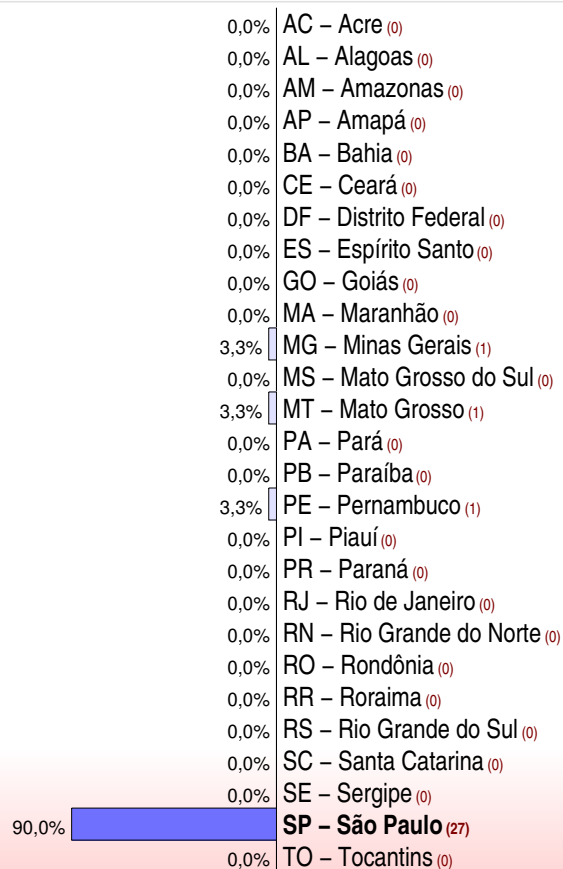 0,0% AC – Acre (0)
0,0% AL – Alagoas (0)
0,0% AM – Amazonas (0)
0,0% AP – Amapá (0)
0,0% BA – Bahia (0)
0,0% CE – Ceará (0)
0,0% DF – Distrito Federal (0)
0,0% ES – Espírito Santo (0)
0,0% GO – Goiás (0)
0,0% MA – Maranhão (0)
3,3% MG – Minas Gerais (1)
0,0% MS – Mato Grosso do Sul (0)
3,3% MT – Mato Grosso (1)
0,0% PA – Pará (0)
0,0% PB – Paraíba (0)
3,3% PE – Pernambuco (1)
0,0% PI – Piauí (0)
0,0% PR – Paraná (0)
0,0% RJ – Rio de Janeiro (0)
0,0% RN – Rio Grande do Norte (0)
0,0% RO – Rondônia (0)
0,0% RR – Roraima (0)
0,0% RS – Rio Grande do Sul (0)
0,0% SC – Santa Catarina (0)
0,0% SE – Sergipe (0)
90,0% SP – São Paulo (27)
0,0% TO – Tocantins (0)